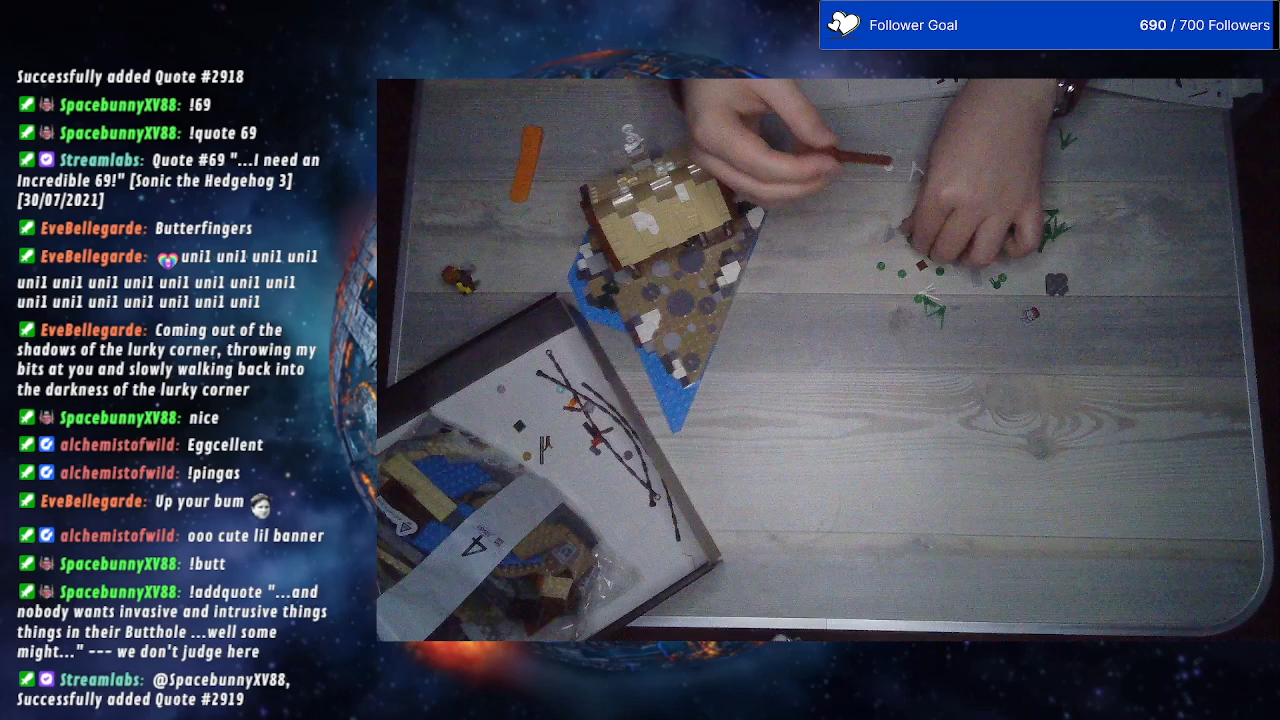 Follower Goal
690 / 700 Followers
Successfully added Quote #2918
SpacebunnyXV88: !69
SpacebunnyXV88: !quote 69
Streamlabs: Quote #69 "...I need an
Incredible 69!" [Sonic the Hedgehog 3]
[30/07/2021]
EveBellegarde: Butterfingers
EveBellegarde: uni1 uni1 uni1 uni1
uni1 uni1 uni1 uni1 uni1 uni1 uni1 uni1
uni1 uni1 uni1 uni1 uni1 uni1 uni1
EveBellegarde: Coming out of the
shadows of the lurky corner, throwing my
bits at you and slowly walking back into
the darkness of the lurky corner
SpacebunnyXV88: nice
alchemistofwild: Eggcellent
alchemistofwild: !pingas
EveBellegarde: Up your bum
alchemistofwild: ooo cute lil banner
SpacebunnyXV88: !butt
SpacebunnyXV88: !addquote "...and
nobody wants invasive and intrusive things
things in their Butthole ...well some
might..." --- we don't judge here
Streamlabs: @SpacebunnyXV88,
Successfully added Quote #2919
4